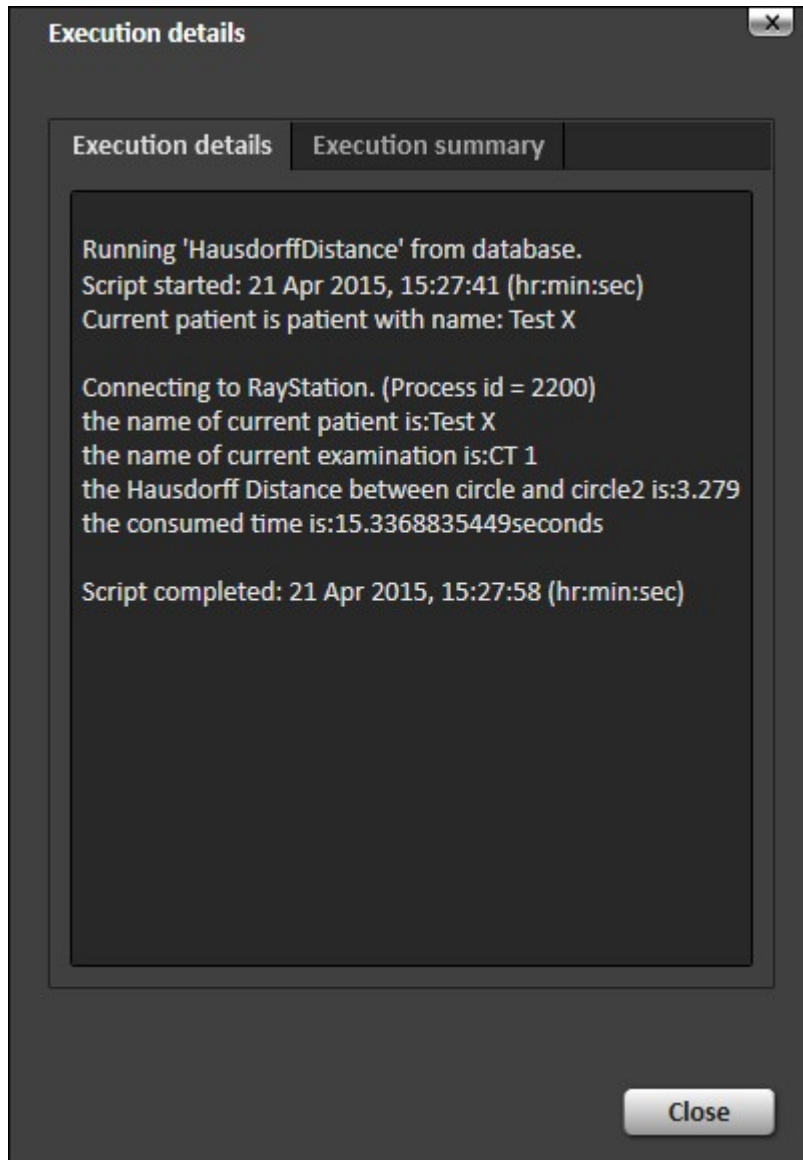 Execution details
X
Execution details Execution summary
Running 'HausdorffDistance' from database.
Script started: 21 Apr 2015, 15:27:41 (hr:min:sec)
Current patient is patient with name: Test X
Connecting to RayStation. (Process id = 2200)
the name of current patient is:Test X
the name of current examination is:CT 1
the Hausdorff Distance between circle and circle2 is:3.279
the consumed time is:15.3368835449seconds
Script completed: 21 Apr 2015, 15:27:58 (hr:min:sec)
Close